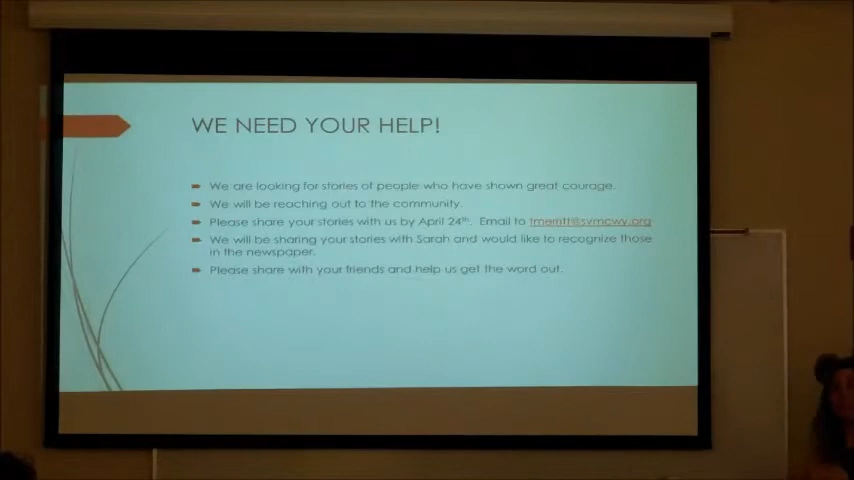 WE NEED YOUR HELP!
We are looking for stories of people who have shown great courage.
We will be reaching out to the community.
Please share your stories with us by April 24th. Email to tmerritt@svmcwy.org
We will be sharing your stories with Sarah and would like to recognize those
in the newspaper.
Please share with your friends and help us get the word out.